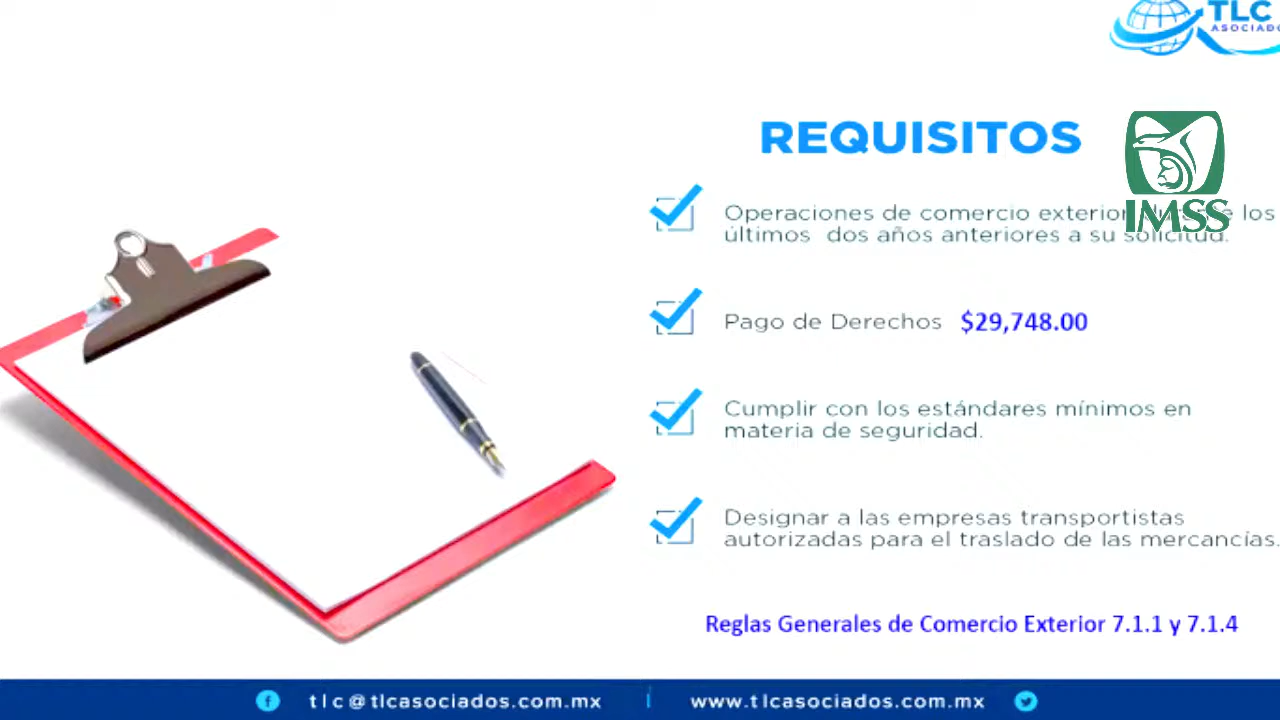 TLC
REQUISITOS
IMSS
Operaciones de comercio exterior los
últimos dos años anteriores a su solicitud.
Pago de Derechos $29,748.00
Cumplir con los estándares mínimos en
materia de seguridad.
Designar a las empresas transportistas
autorizadas para el traslado de las mercancías.
Reglas Generales de Comercio Exterior 7.1.1 y 7.1.4
tlc@tlcasociados.com.mx | www.tlcasociados.com.mx